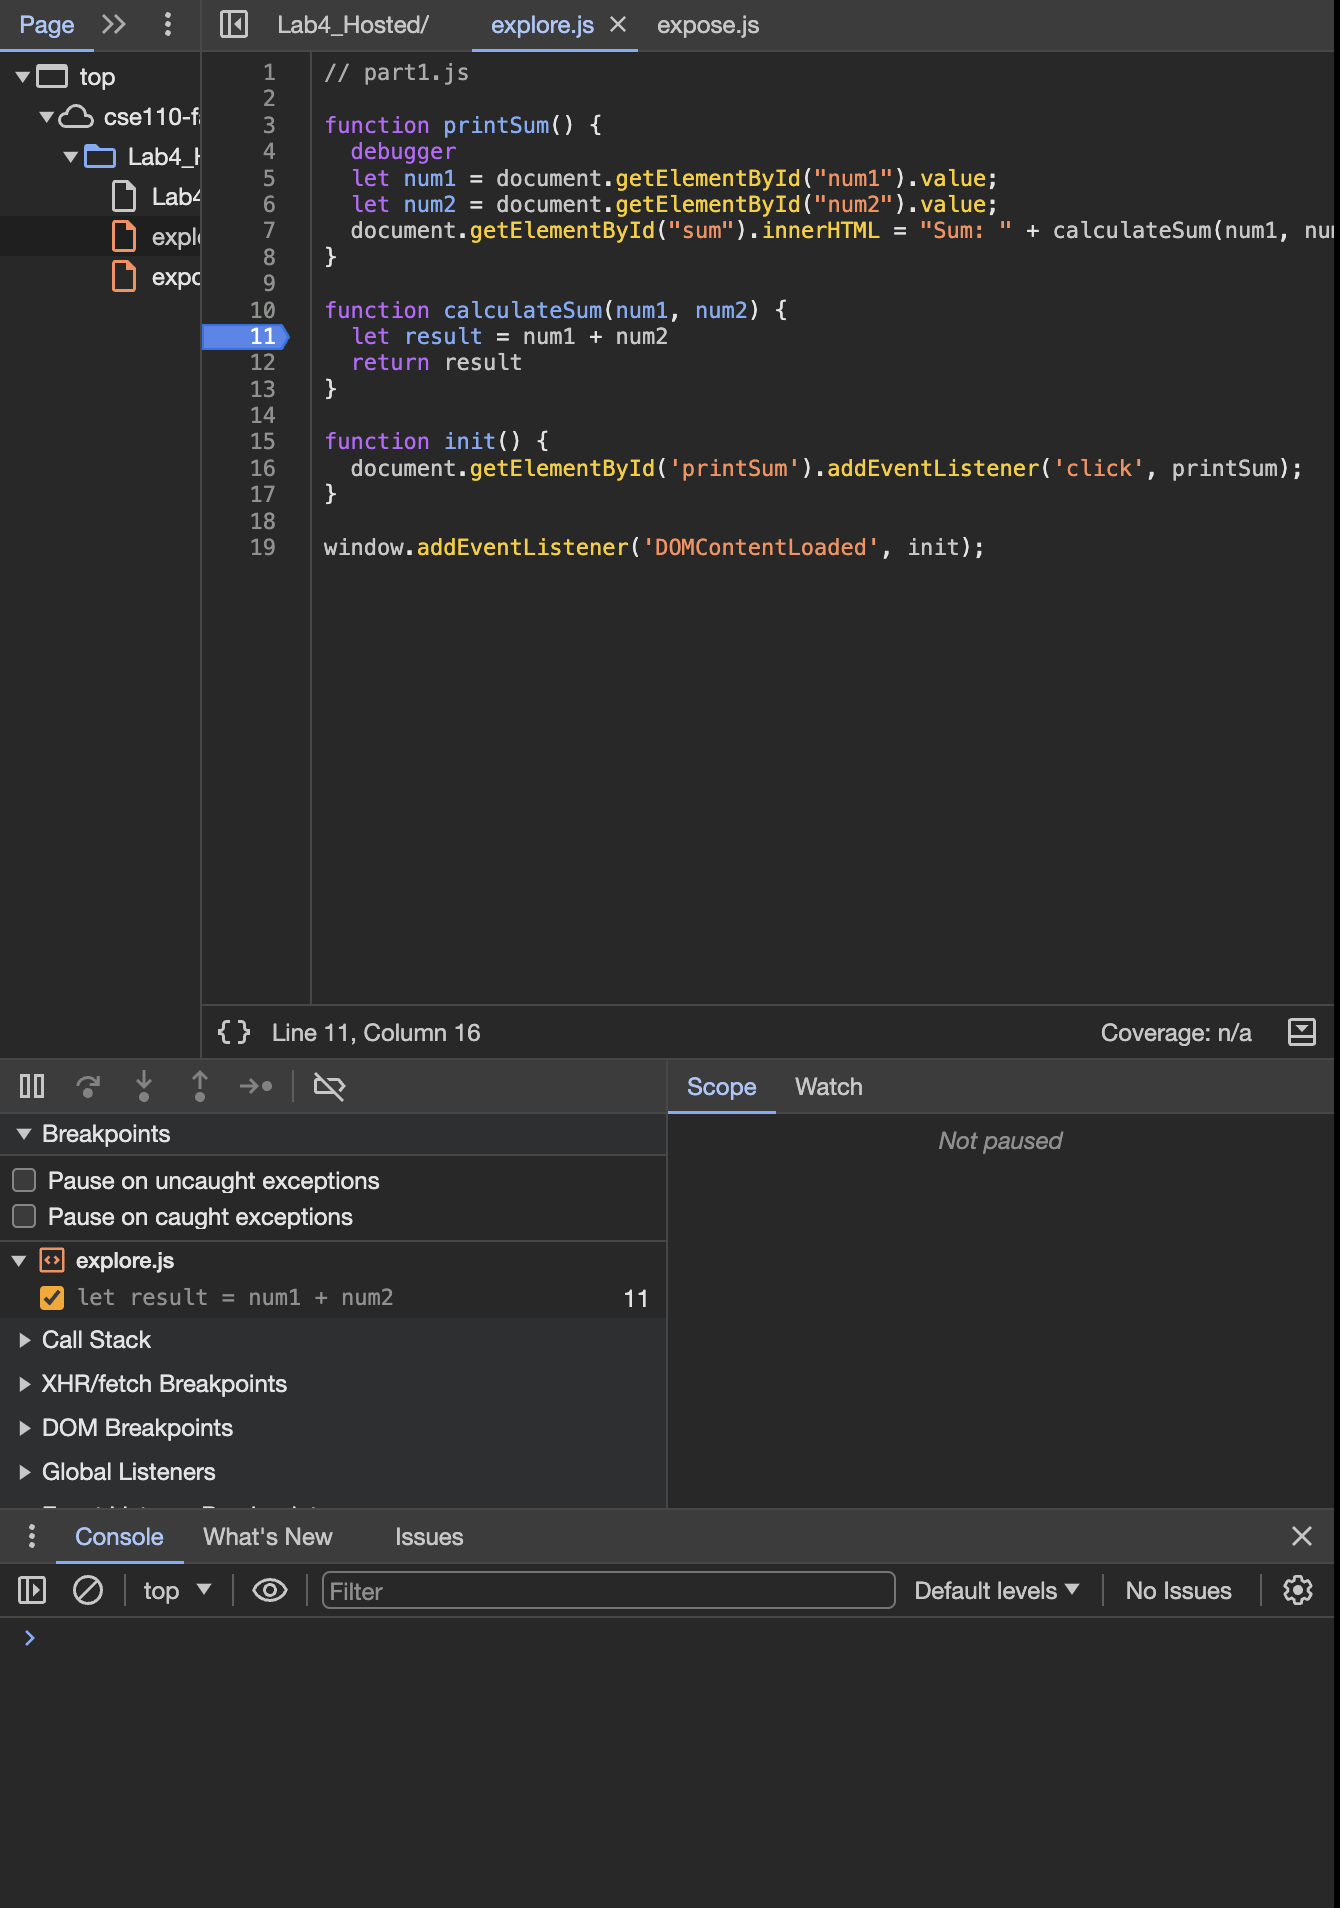 Page
Lab4_Hosted/
explore.js
expose.js
top
cse110-fa
Lab4_H
Lab4
explo
expo
1 // part1.js
2
3 function printSum() {
4 debugger
5 let num1 = document.getElementById("num1").value;
6 let num2 = document.getElementById("num2").value;
7 document.getElementById("sum").innerHTML = "Sum: " + calculateSum(num1, num
8 }
9
10 function calculateSum(num1, num2) {
11 let result = num1 + num2
12 return result
13 }
14
15 function init() {
16 document.getElementById('printSum').addEventListener('click', printSum);
17 }
18
19 window.addEventListener('DOMContentLoaded', init);
{ } Line 11, Column 16
Coverage: n/a
Scope
Watch
Not paused
Breakpoints
Pause on uncaught exceptions
Pause on caught exceptions
explore.js
let result = num1 + num2 11
Call Stack
XHR/fetch Breakpoints
DOM Breakpoints
Global Listeners
Console
What's New
Issues
top
Filter
Default levels
No Issues